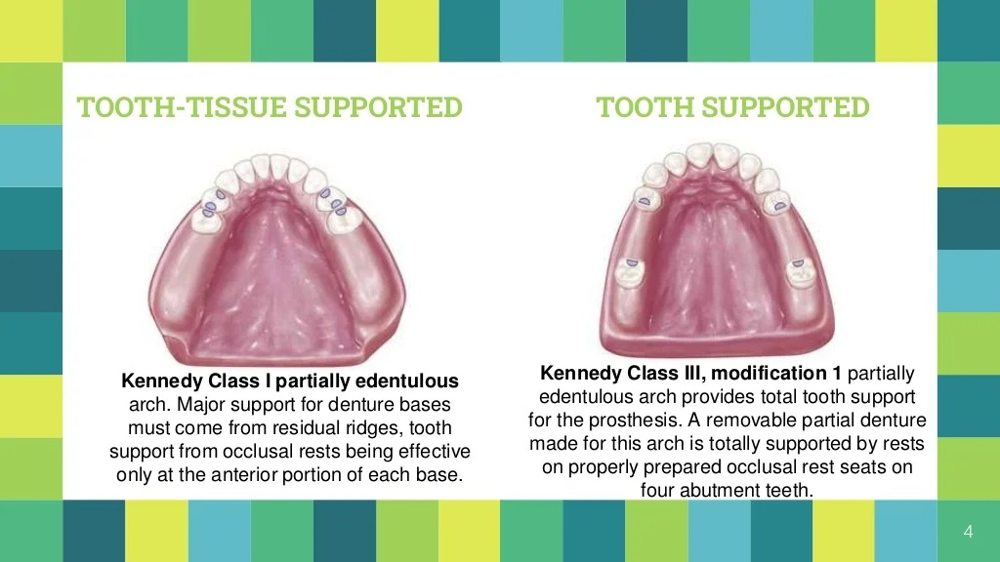 TOOTH-TISSUE SUPPORTED
Kennedy Class I partially edentulous
arch. Major support for denture bases
must come from residual ridges, tooth
support from occlusal rests being effective
only at the anterior portion of each base.
TOOTH SUPPORTED
Kennedy Class III, modification 1 partially
edentulous arch provides total tooth support
for the prosthesis. A removable partial denture
made for this arch is totally supported by rests
on properly prepared occlusal rest seats on
four abutment teeth.
4